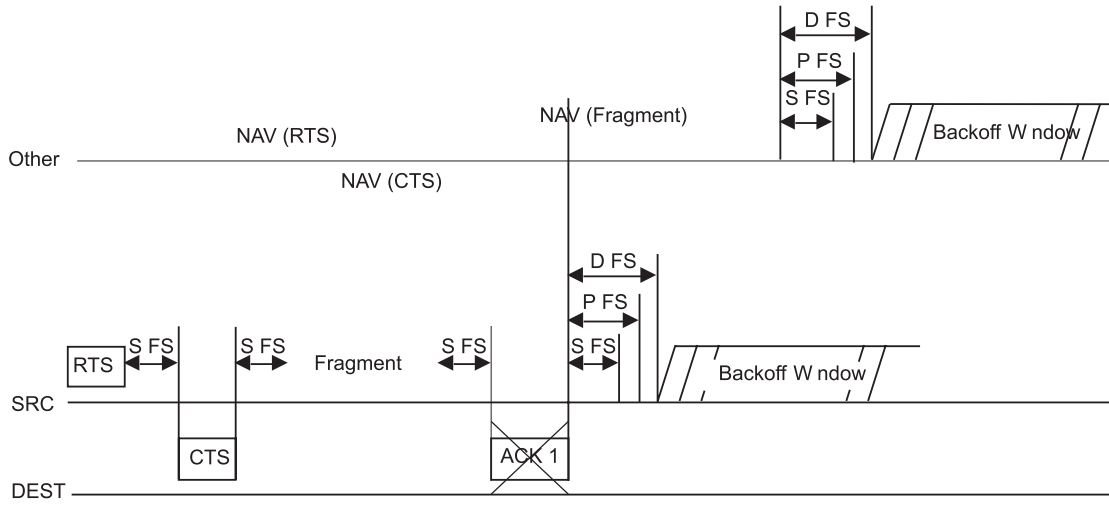 D FS
P FS
S FS
NAV (Fragment)
NAV (RTS)
Backoff W ndow
Other
NAV (CTS)
D FS
P FS
S FS
S FS
Fragment
S FS
S FS
RTS
Backoff W ndow
SRC
CTS
ACK 1
DEST